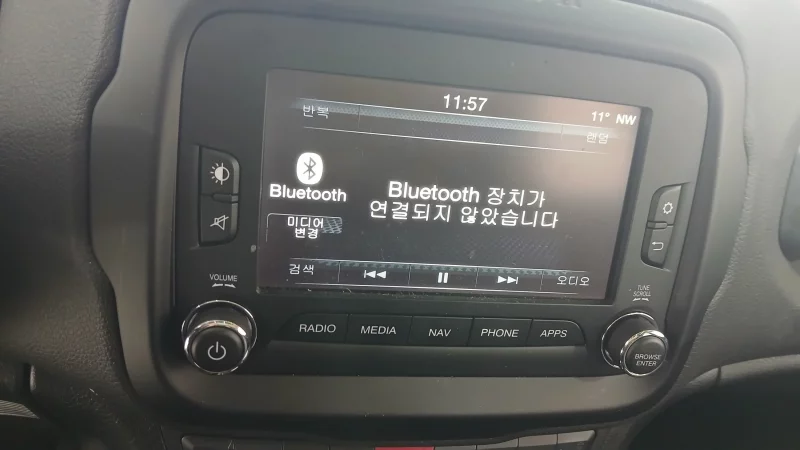 11:57
11° NW
반복
랜덤
Bluetooth
Bluetooth 장치가
연결되지 않았습니다
미디어
변경
검색
오디오
VOLUME
TUNE
SCROLL
RADIO
MEDIA
NAV
PHONE
APPS
BROWSE
ENTER